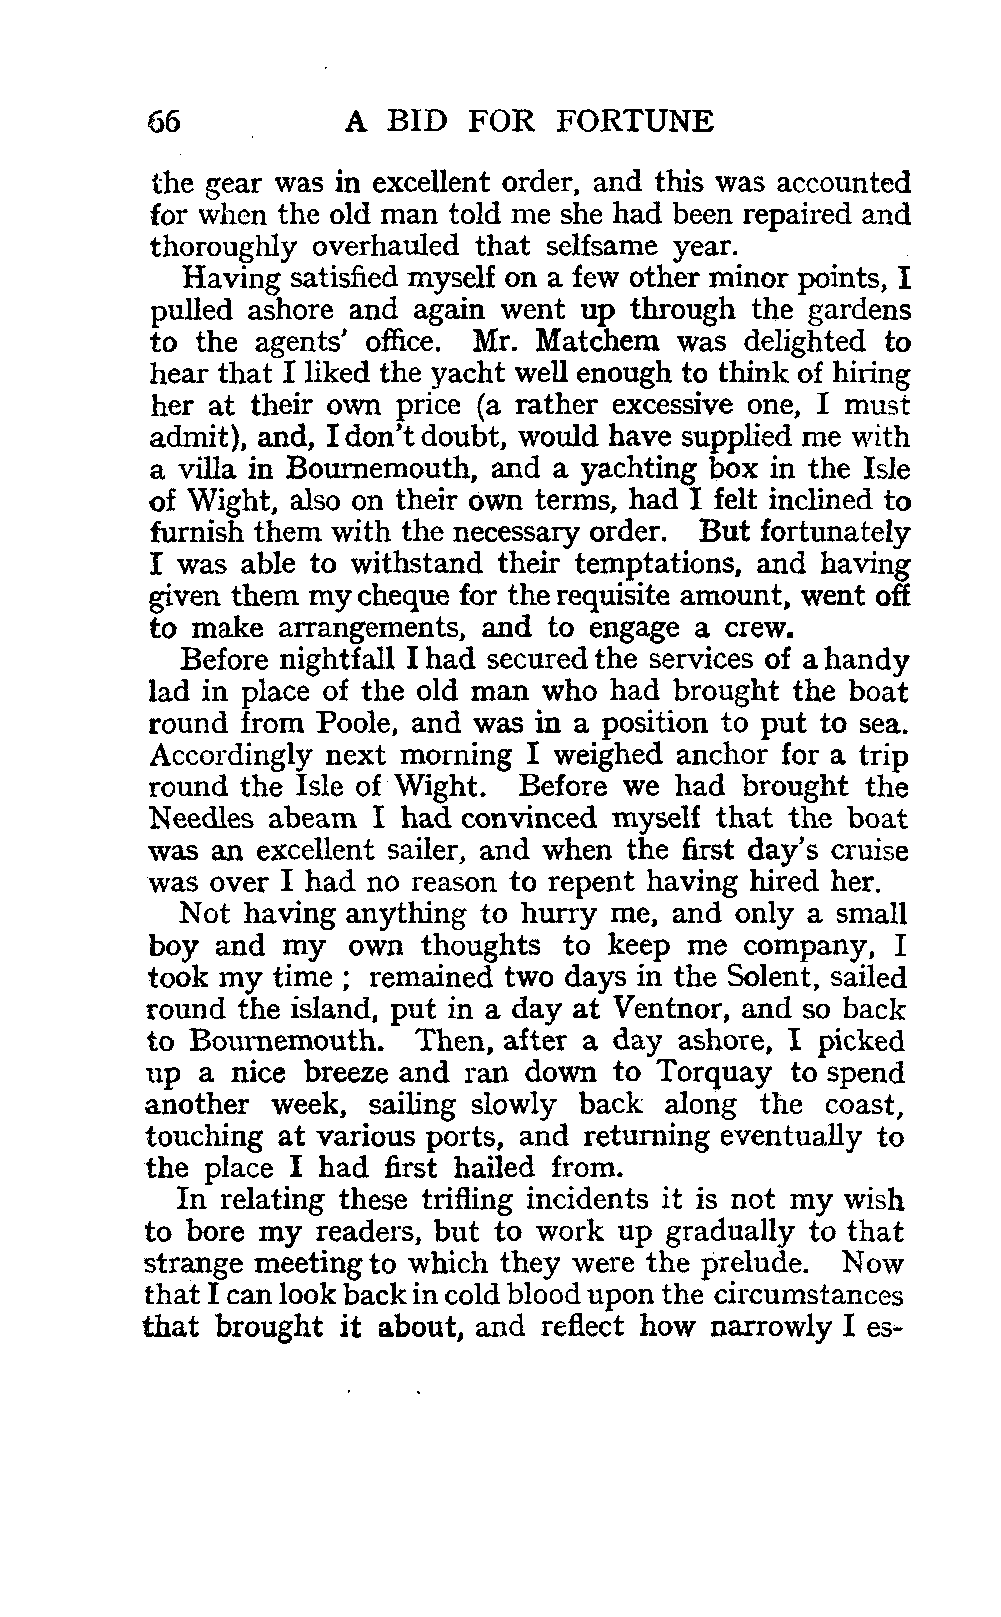 66 A BID FOR FORTUNE
the gear was in excellent order, and this was accounted
for when the old man told me she had been repaired and
thoroughly overhauled that selfsame year.
Having satisfied myself on a few other minor points, I
pulled ashore and again went up through the gardens
to the agents' office. Mr. Matchem was delighted to
hear that I liked the yacht well enough to think of hiring
her at their own price (a rather excessive one, I must
admit), and, I don't doubt, would have supplied me with
a villa in Bournemouth, and a yachting box in the Isle
of Wight, also on their own terms, had I felt inclined to
furnish them with the necessary order. But fortunately
I was able to withstand their temptations, and having
given them my cheque for the requisite amount, went off
to make arrangements, and to engage a crew.
Before nightfall I had secured the services of a handy
lad in place of the old man who had brought the boat
round from Poole, and was in a position to put to sea.
Accordingly next morning I weighed anchor for a trip
round the Isle of Wight. Before we had brought the
Needles abeam I had convinced myself that the boat
was an excellent sailer, and when the first day's cruise
was over I had no reason to repent having hired her.
Not having anything to hurry me, and only a small
boy and my own thoughts to keep me company, I
took my time ; remained two days in the Solent, sailed
round the island, put in a day at Ventnor, and so back
to Bournemouth. Then, after a day ashore, I picked
up a nice breeze and ran down to Torquay to spend
another week, sailing slowly back along the coast,
touching at various ports, and returning eventually to
the place I had first hailed from.
In relating these trifling incidents it is not my wish
to bore my readers, but to work up gradually to that
strange meeting to which they were the prelude. Now
that I can look back in cold blood upon the circumstances
that brought it about, and reflect how narrowly I es-